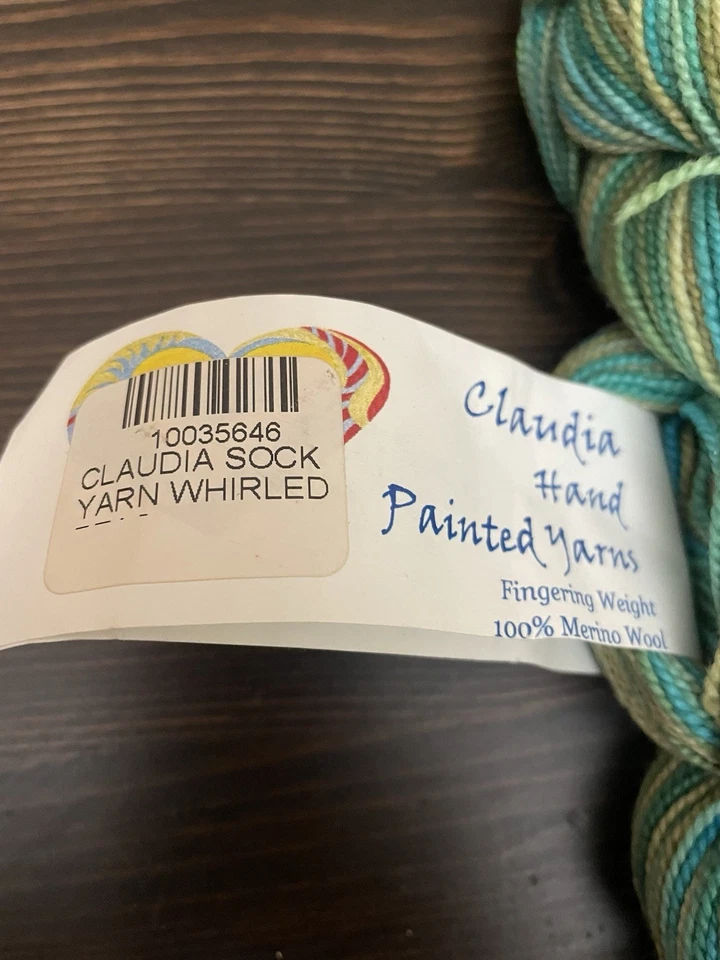 10035646
CLAUDIA SOCK
YARN WHIRLED
Claudia
Hand
Painted Yarns
Fingering Weight
100% Merino Wool